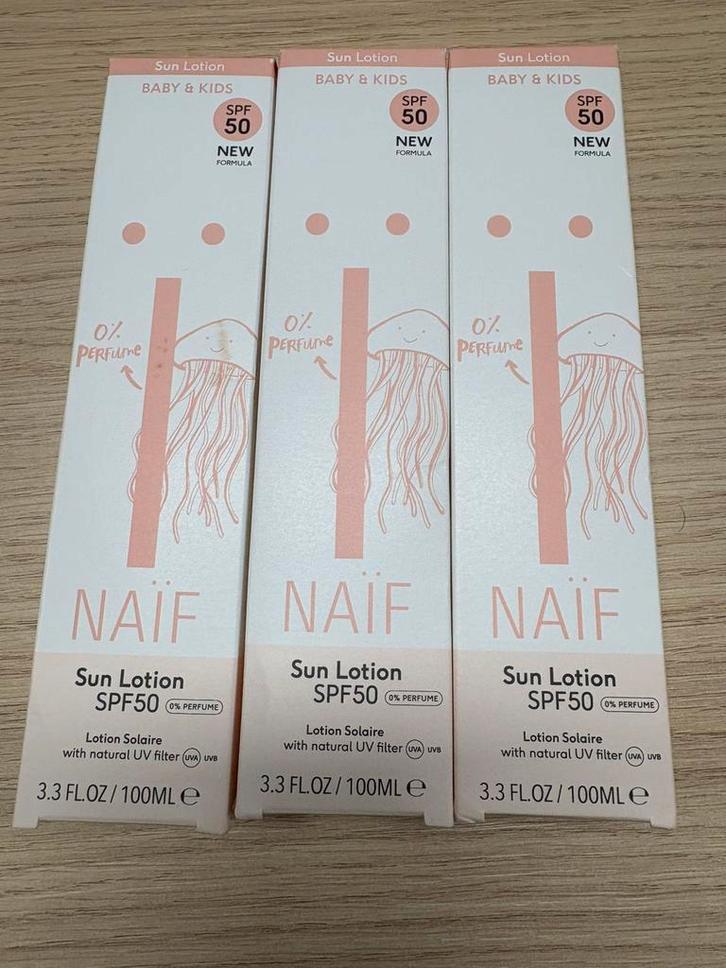 Sun Lotion
BABY & KIDS
SPF
50
NEW
FORMULA
0%
PERFUME
NAÏF
Sun Lotion
SPF50 0% PERFUME
Lotion Solaire
with natural UV filter UVA UVB
3.3 FL.OZ / 100ML ℮
Sun Lotion
BABY & KIDS
SPF
50
NEW
FORMULA
0%
PERFUME
NAÏF
Sun Lotion
SPF50 0% PERFUME
Lotion Solaire
with natural UV filter UVA UVB
3.3 FL.OZ / 100ML ℮
Sun Lotion
BABY & KIDS
SPF
50
NEW
FORMULA
0%
PERFUME
NAÏF
Sun Lotion
SPF50 0% PERFUME
Lotion Solaire
with natural UV filter UVA UVB
3.3 FL.OZ / 100ML ℮